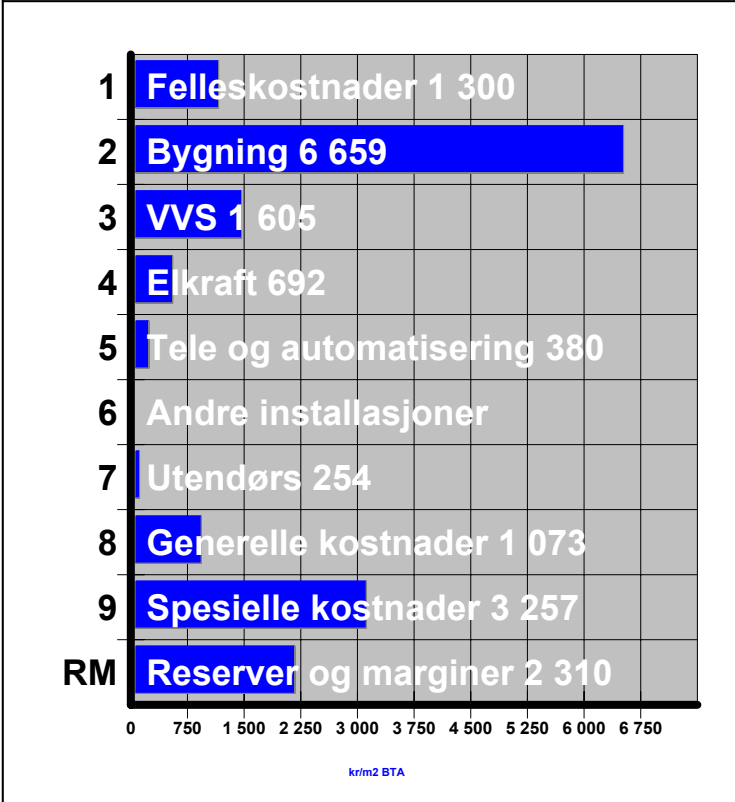 1 Felleskostnader 1 300
2 Bygning 6 659
3 VVS 1 605
4 Elkraft 692
5 Tele og automatisering 380
6 Andre installasjoner
7 Utendørs 254
8 Generelle kostnader 1 073
9 Spesielle kostnader 3 257
RM Reserver og marginer 2 310
0 750 1 500 2 250 3 000 3 750 4 500 5 250 6 000 6 750
kr/m2 BTA